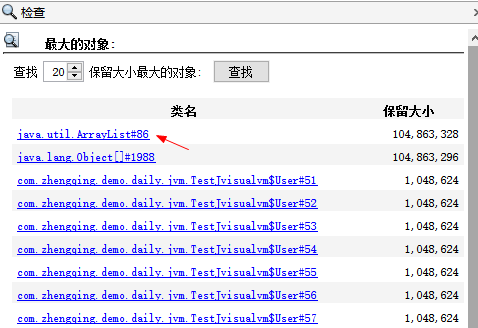 检查
最大的对象:
查找 20 保留大小最大的对象: 查找
类名 保留大小
java.util.ArrayList#86 104,863,328
java.lang.Object[]#1988 104,863,296
com.zhengqing.demo.daily.jvm.TestJvisualvm$User#51 1,048,624
com.zhengqing.demo.daily.jvm.TestJvisualvm$User#52 1,048,624
com.zhengqing.demo.daily.jvm.TestJvisualvm$User#53 1,048,624
com.zhengqing.demo.daily.jvm.TestJvisualvm$User#54 1,048,624
com.zhengqing.demo.daily.jvm.TestJvisualvm$User#55 1,048,624
com.zhengqing.demo.daily.jvm.TestJvisualvm$User#56 1,048,624
com.zhengqing.demo.daily.jvm.TestJvisualvm$User#57 1,048,624